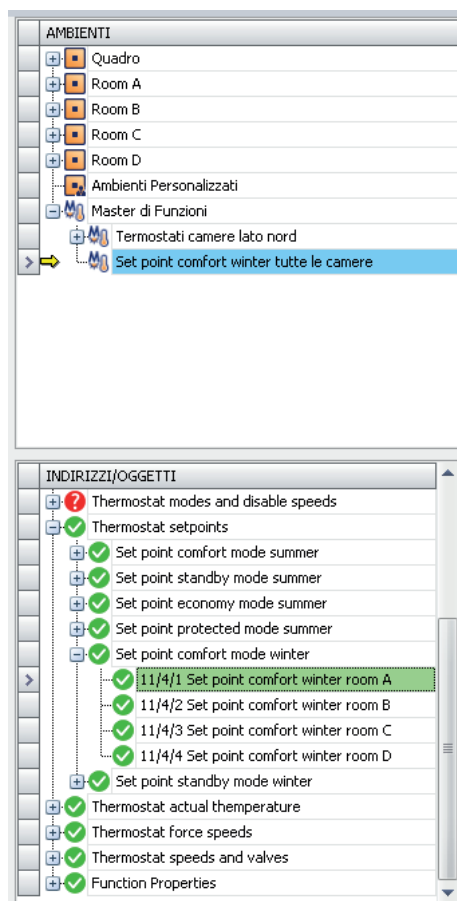 AMBIENTI
Quadro
Room A
Room B
Room C
Room D
Ambienti Personalizzati
Master di Funzioni
Termostati camere lato nord
Set point comfort winter tutte le camere
INDIRIZZI/OGGETTI
Thermostat modes and disable speeds
Thermostat setpoints
Set point comfort mode summer
Set point standby mode summer
Set point economy mode summer
Set point protected mode summer
Set point comfort mode winter
11/4/1 Set point comfort winter room A
11/4/2 Set point comfort winter room B
11/4/3 Set point comfort winter room C
11/4/4 Set point comfort winter room D
Set point standby mode winter
Thermostat actual themperature
Thermostat force speeds
Thermostat speeds and valves
Function Properties